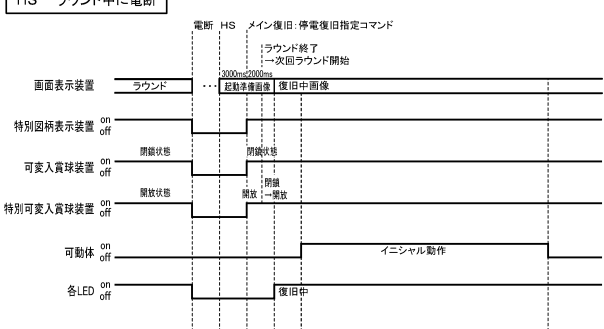 HS ラウンド中に電断
電断 HS メイン復旧:停電復旧指定コマンド
ラウンド終了
→次回ラウンド開始
3000ms 2000ms
画面表示装置 ラウンド ･･･ 起動準備画像 復旧中画像
特別図柄表示装置 on
off
閉鎖状態 閉鎖状態
可変入賞球装置 on
off
開放状態 開放 閉鎖
→開放
特別可変入賞球装置 on
off
可動体 on
off
イニシャル動作
各LED on
off
復旧中